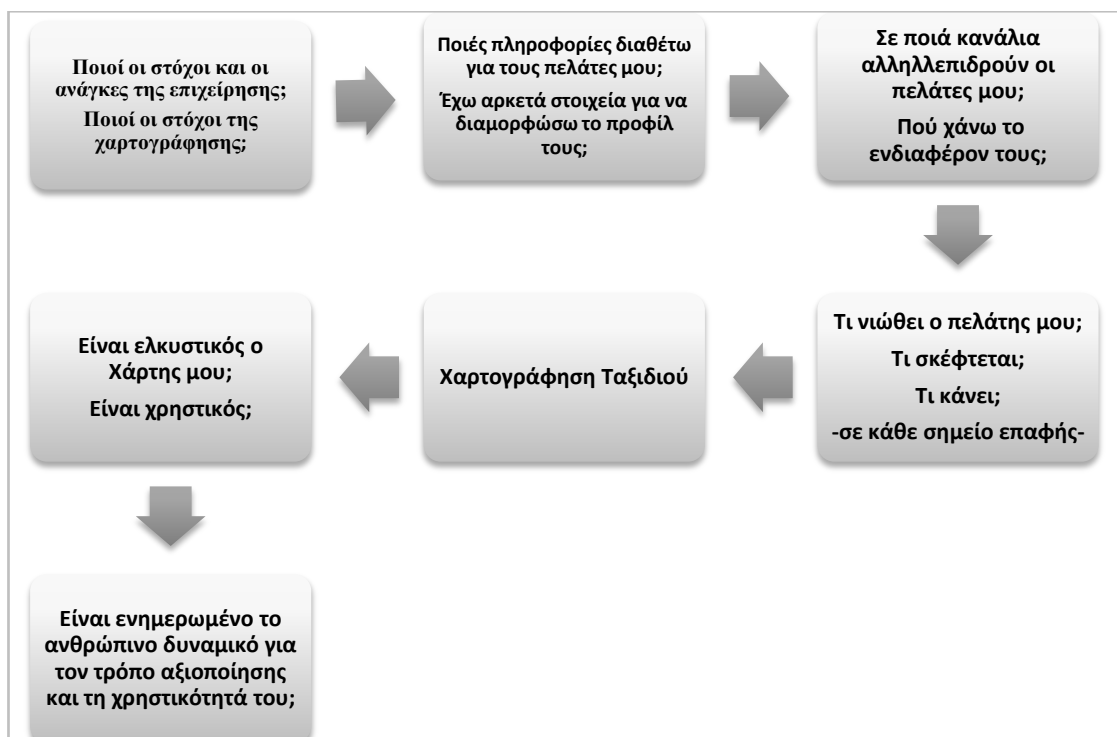 Ποιοί οι στόχοι και οι
ανάγκες της επιχείρησης;
Ποιοί οι στόχοι της
χαρτογράφησης;
Ποιές πληροφορίες διαθέτω
για τους πελάτες μου;
Έχω αρκετά στοιχεία για να
διαμορφώσω το προφίλ
τους;
Σε ποιά κανάλια
αλληλλεπιδρούν οι
πελάτες μου;
Πού χάνω το
ενδιαφέρον τους;
Τι νιώθει ο πελάτης μου;
Τι σκέφτεται;
Τι κάνει;
-σε κάθε σημείο επαφής-
Χαρτογράφηση Ταξιδιού
Είναι ελκυστικός ο
Χάρτης μου;
Είναι χρηστικός;
Είναι ενημερωμένο το
ανθρώπινο δυναμικό για
τον τρόπο αξιοποίησης
και τη χρηστικότητά του;